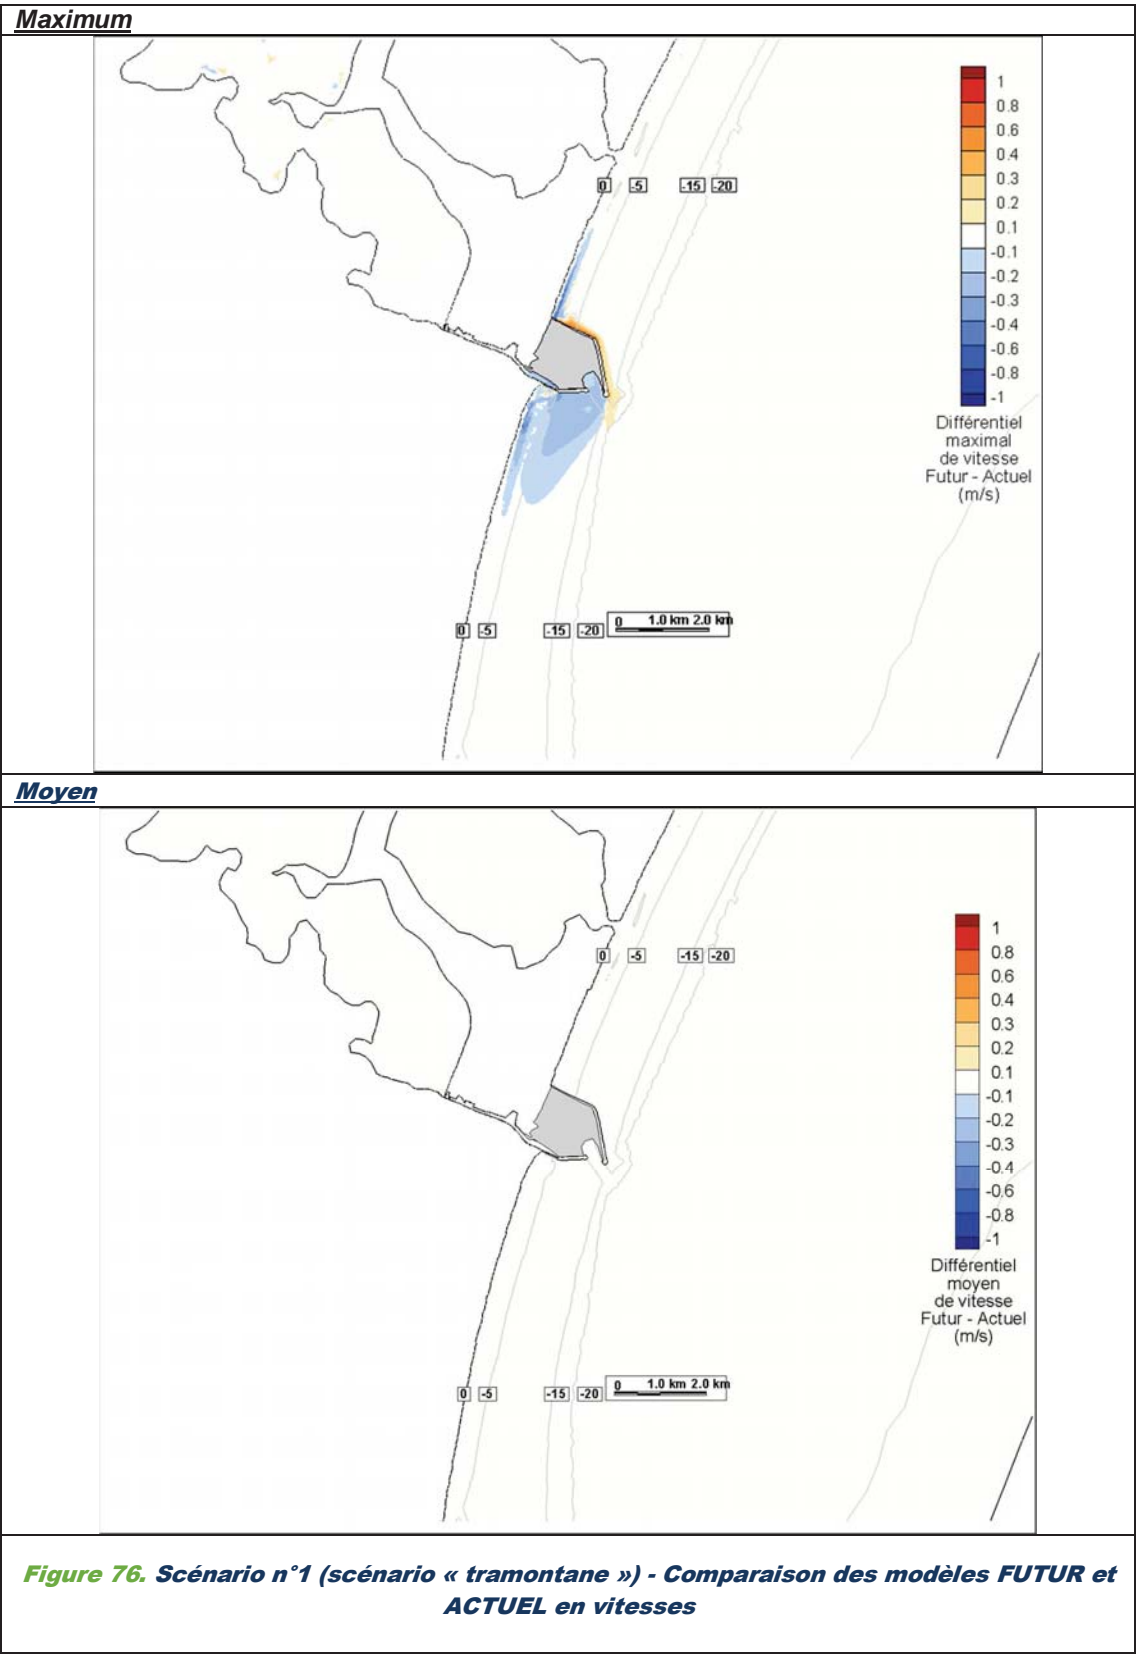 Maximum
1
0.8
0.6
0.4
0.3
0.2
0.1
-0.1
-0.2
-0.3
-0.4
-0.6
-0.8
-1
Différentiel
maximal
de vitesse
Futur - Actuel
(m/s)
0 -5 -15 -20
0 -5 -15 -20
0 1.0 km 2.0 km
Moyen
1
0.8
0.6
0.4
0.3
0.2
0.1
-0.1
-0.2
-0.3
-0.4
-0.6
-0.8
-1
Différentiel
moyen
de vitesse
Futur - Actuel
(m/s)
0 -5 -15 -20
0 -5 -15 -20
0 1.0 km 2.0 km
Figure 76. Scénario n°1 (scénario « tramontane ») - Comparaison des modèles FUTUR et
ACTUEL en vitesses